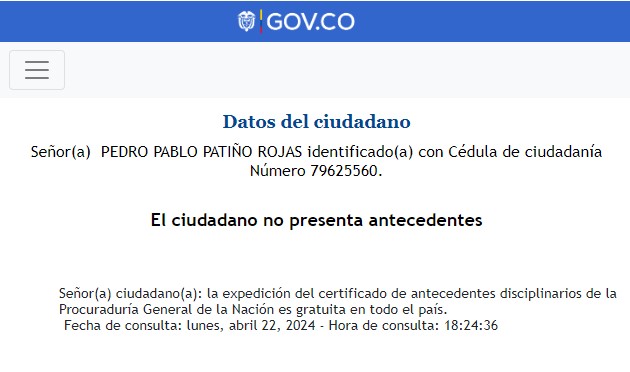 GOV.CO
Datos del ciudadano
Señor(a) PEDRO PABLO PATIÑO ROJAS identificado(a) con Cédula de ciudadanía
Número 79625560.
El ciudadano no presenta antecedentes
Señor(a) ciudadano(a): la expedición del certificado de antecedentes disciplinarios de la
Procuraduría General de la Nación es gratuita en todo el país.
Fecha de consulta: lunes, abril 22, 2024 - Hora de consulta: 18:24:36